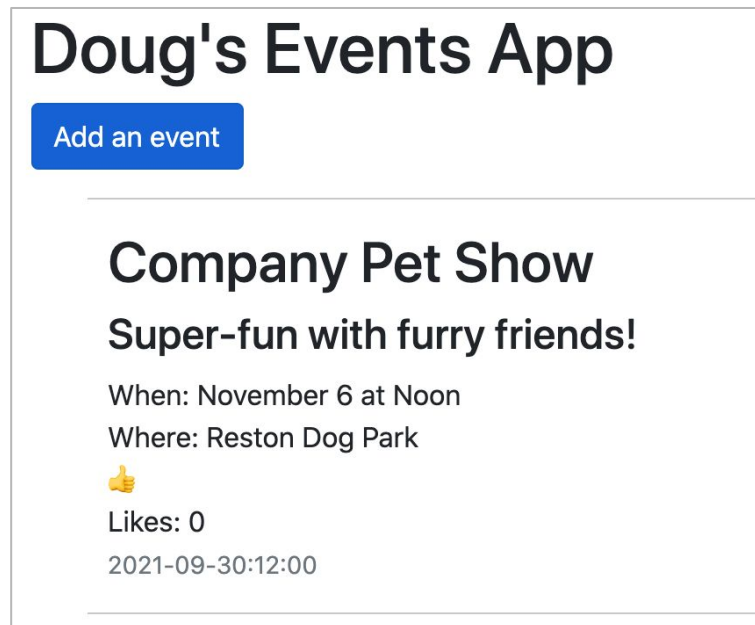 Doug's Events App
Add an event
Company Pet Show
Super-fun with furry friends!
When: November 6 at Noon
Where: Reston Dog Park
👍
Likes: 0
2021-09-30:12:00